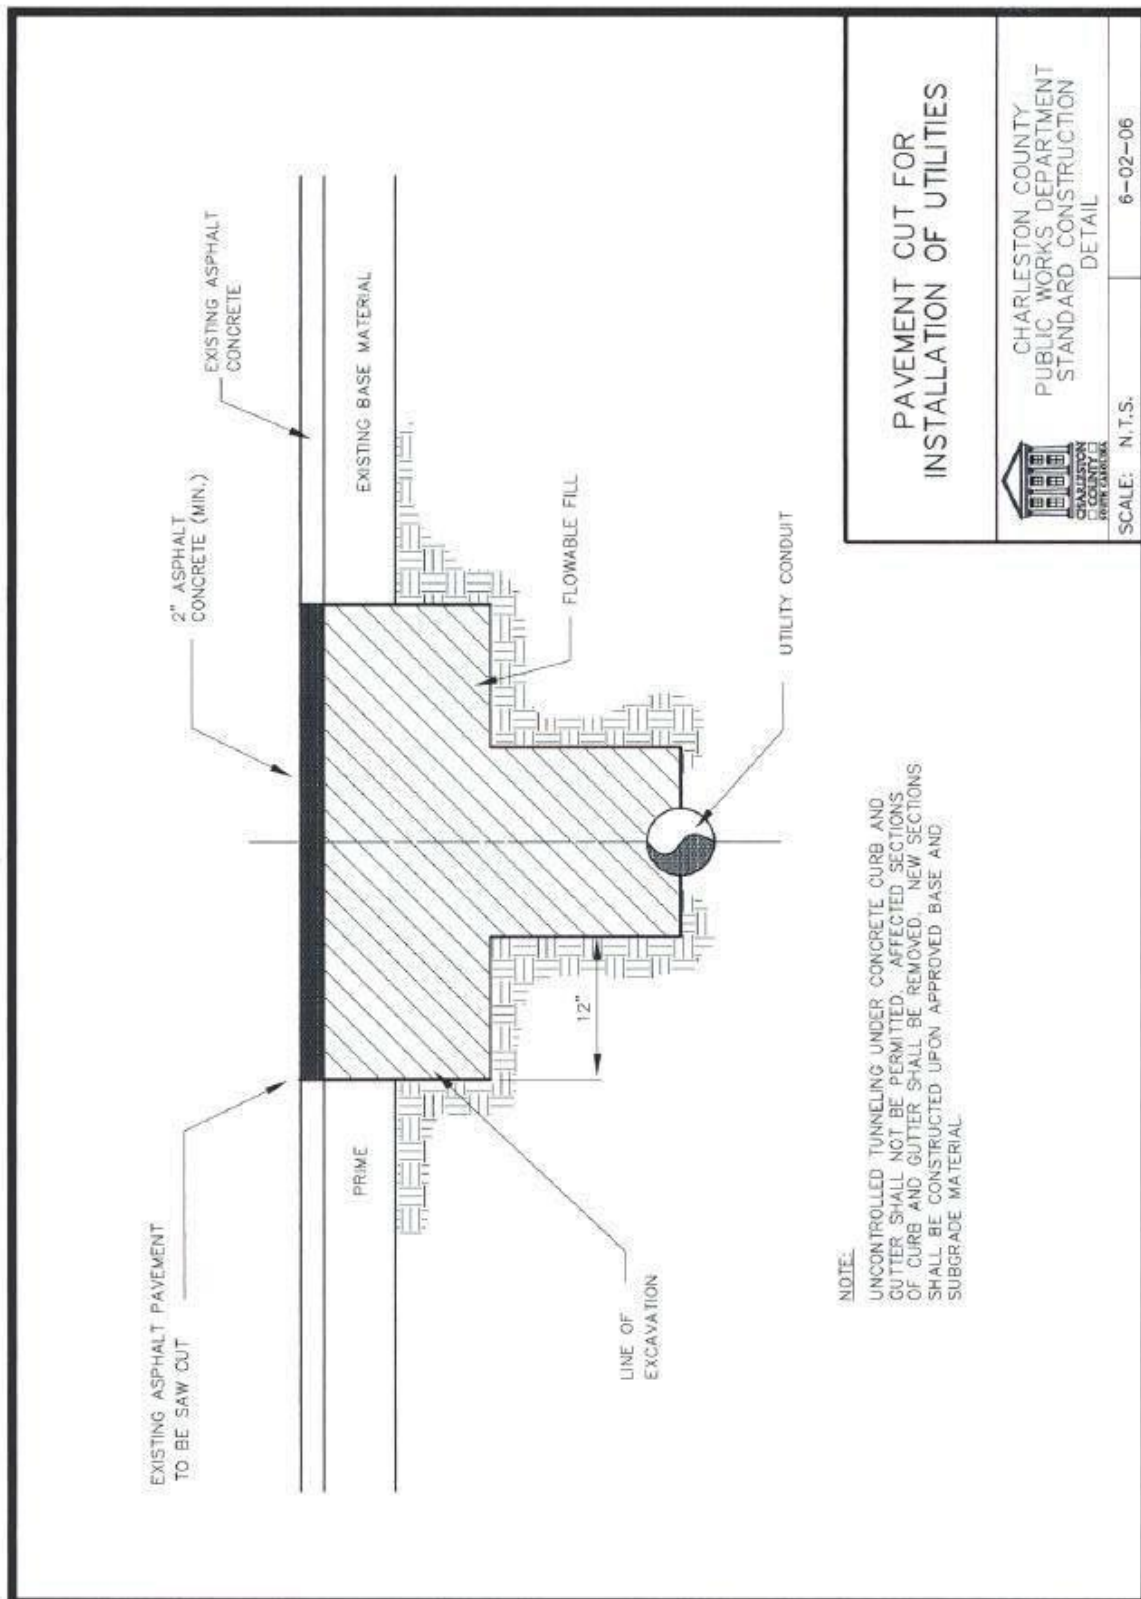 EXISTING ASPHALT PAVEMENT
TO BE SAW CUT
2" ASPHALT
CONCRETE (MIN.)
EXISTING ASPHALT
CONCRETE
PRIME
EXISTING BASE MATERIAL
12"
LINE OF
EXCAVATION
FLOWABLE FILL
UTILITY CONDUIT
NOTE:
UNCONTROLLED TUNNELING UNDER CONCRETE CURB AND
GUTTER SHALL NOT BE PERMITTED. AFFECTED SECTIONS
OF CURB AND GUTTER SHALL BE REMOVED. NEW SECTIONS
SHALL BE CONSTRUCTED UPON APPROVED BASE AND
SUBGRADE MATERIAL
PAVEMENT CUT FOR
INSTALLATION OF UTILITIES
CHARLESTON
COUNTY
SOUTH CAROLINA
CHARLESTON COUNTY
PUBLIC WORKS DEPARTMENT
STANDARD CONSTRUCTION
DETAIL
SCALE: N.T.S.
6-02-06